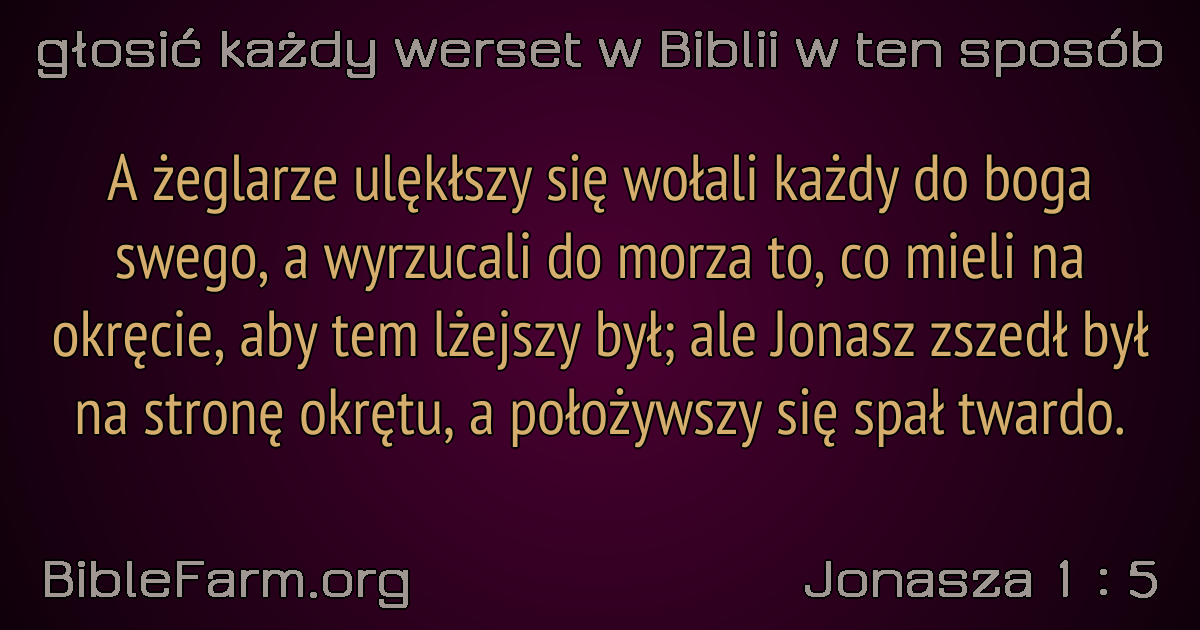 głosić każdy werset w Biblii w ten sposób
A żeglarze ulękłszy się wołali każdy do boga
swego, a wyrzucali do morza to, co mieli na
okręcie, aby tem lżejszy był; ale Jonasz zszedł był
na stronę okrętu, a położywszy się spał twardo.
BibleFarm.org
Jonasza 1 : 5